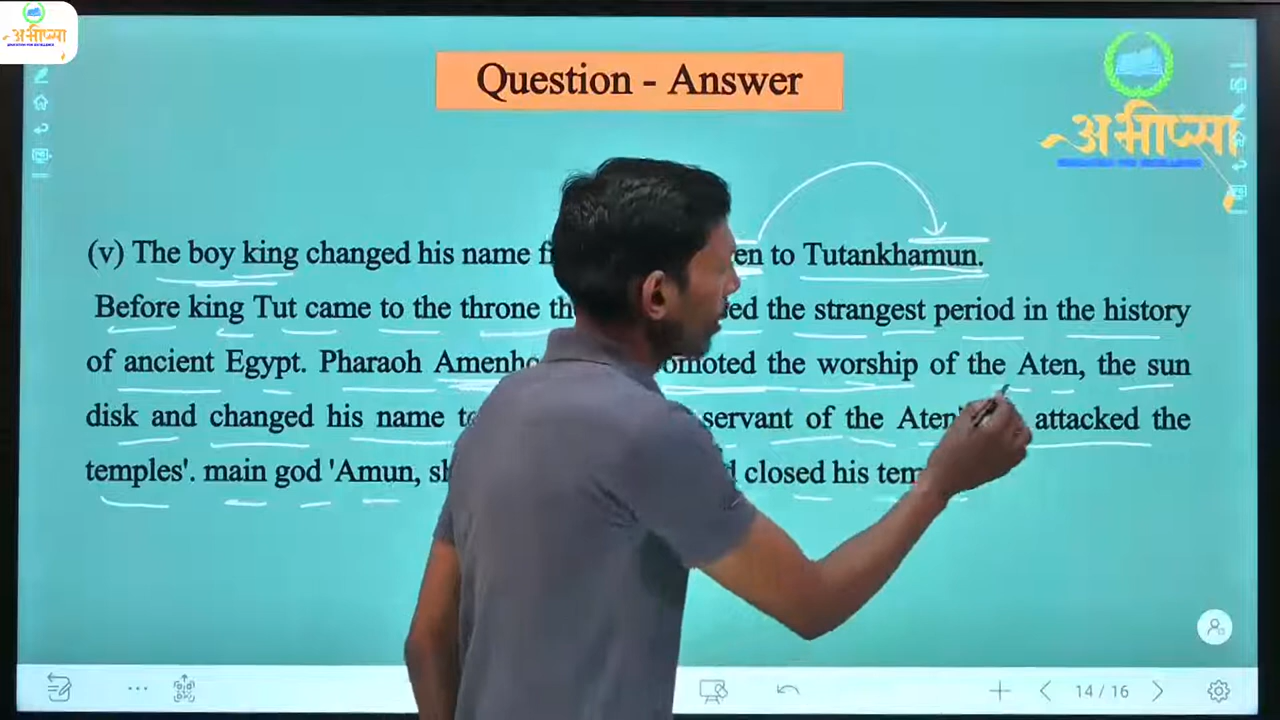 अभीप्सा
Question - Answer
अभीप्सा
EDUCATION FOR EXCELLENCE
(v) The boy king changed his name en to Tutankhamun.
Before king Tut came to the throne ed the strangest period in the history
of ancient Egypt. Pharaoh Amenho omoted the worship of the Aten, the sun
disk and changed his name servant of the Aten attacked the
temples'. main god 'Amun, closed his tem
14 / 16